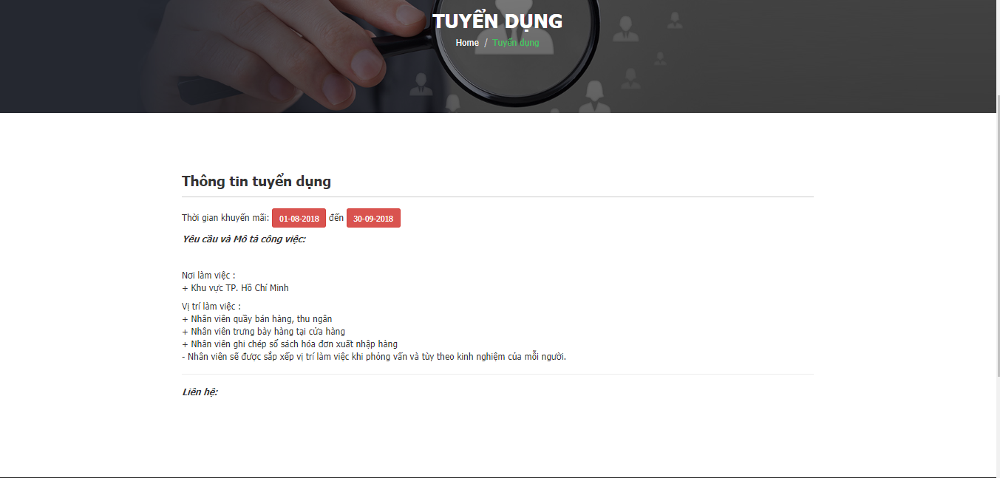 TUYỂN DỤNG
Home / Tuyển dụng
Thông tin tuyển dụng
Thời gian khuyến mãi: 01-08-2018 đến 30-09-2018
Yêu cầu và Mô tả công việc:
Nơi làm việc :
+ Khu vực TP. Hồ Chí Minh
Vị trí làm việc :
+ Nhân viên quầy bán hàng, thu ngân
+ Nhân viên trưng bày hàng tại cửa hàng
+ Nhân viên ghi chép sổ sách hóa đơn xuất nhập hàng
- Nhân viên sẽ được sắp xếp vị trí làm việc khi phỏng vấn và tùy theo kinh nghiệm của mỗi người.
Liên hệ: